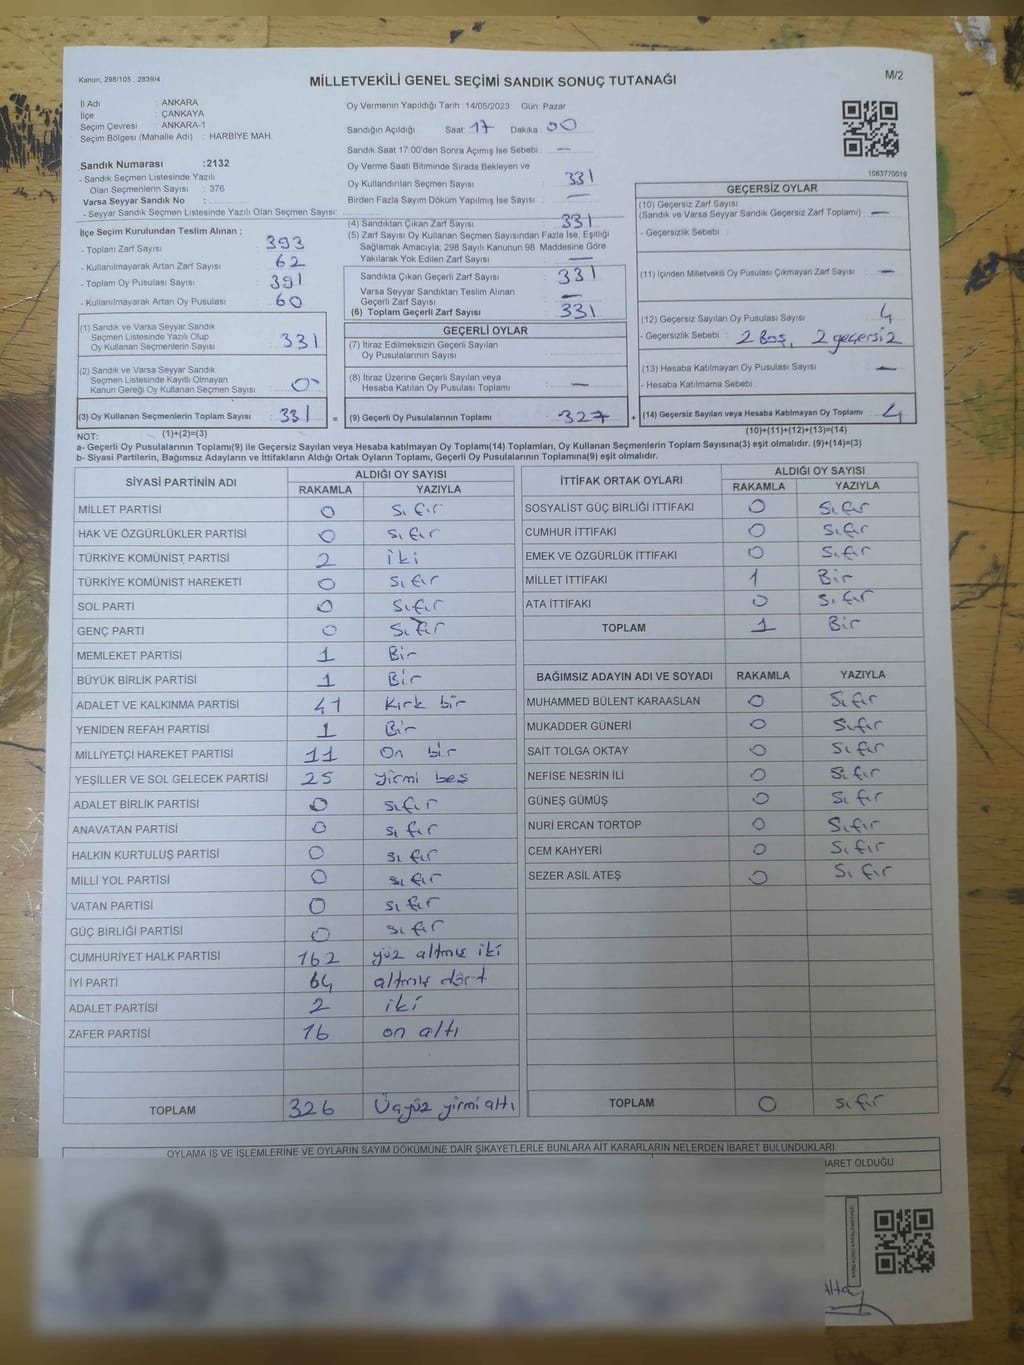 Kanun; 298/105 , 2839/4
MİLLETVEKİLİ GENEL SEÇİMİ SANDIK SONUÇ TUTANAĞI
M/2
İl Adı : ANKARA
İlçe : ÇANKAYA
Seçim Çevresi : ANKARA-1
Seçim Bölgesi (Mahalle Adı) : HARBİYE MAH.
Sandık Numarası :2132
- Sandık Seçmen Listesinde Yazılı
Olan Seçmenlerin Sayısı : 376
Varsa Seyyar Sandık No :
- Seyyar Sandık Seçmen Listesinde Yazılı Olan Seçmen Sayısı:
İlçe Seçim Kurulundan Teslim Alınan ;
- Toplam Zarf Sayısı : 393
- Kullanılmayarak Artan Zarf Sayısı : 62
- Toplam Oy Pusulası Sayısı : 391
- Kullanılmayarak Artan Oy Pusulası : 60
(1) Sandık ve Varsa Seyyar Sandık
Seçmen Listesinde Yazılı Olup
Oy Kullanan Seçmenlerin Sayısı : 331
(2) Sandık ve Varsa Seyyar Sandık
Seçmen Listesinde Kayıtlı Olmayan
Kanun Gereği Oy Kullanan Seçmen Sayısı : 0
(3) Oy Kullanan Seçmenlerin Toplam Sayısı : 331 =
(1)+(2)=(3)
Oy Vermenin Yapıldığı Tarih : 14/05/2023 Gün: Pazar
Sandığın Açıldığı Saat: 17 Dakika : 00
Sandık Saat 17:00'den Sonra Açımış İse Sebebi : —
Oy Verme Saati Bitiminde Sırada Bekleyen ve
Oy Kullandırılan Seçmen Sayısı : 331
Birden Fazla Sayım Döküm Yapılmış İse Sayısı : —
(4) Sandıktan Çıkan Zarf Sayısı : 331
(5) Zarf Sayısı Oy Kullanan Seçmen Sayısından Fazla İse, Eşitliği
Sağlamak Amacıyla; 298 Sayılı Kanunun 98. Maddesine Göre
Yakılarak Yok Edilen Zarf Sayısı : —
Sandıkta Çıkan Geçerli Zarf Sayısı : 331
Varsa Seyyar Sandıktan Teslim Alınan
Geçerli Zarf Sayısı : —
(6) Toplam Geçerli Zarf Sayısı : 331
GEÇERLİ OYLAR
(7) İtiraz Edilmeksizin Geçerli Sayılan
Oy Pusulalarının Sayısı :
(8) İtiraz Üzerine Geçerli Sayılan veya
Hesaba Katılan Oy Pusulası Toplamı : —
(9) Geçerli Oy Pusulalarının Toplamı : 327 +
1083770019
GEÇERSİZ OYLAR
(10) Geçersiz Zarf Sayısı
(Sandık ve Varsa Seyyar Sandık Geçersiz Zarf Toplamı) : —
- Geçersizlik Sebebi :
(11) İçinden Milletvekili Oy Pusulası Çıkmayan Zarf Sayısı : —
(12) Geçersiz Sayılan Oy Pusulası Sayısı : 4
- Geçersizlik Sebebi : 2 Boş, 2 geçersiz
(13) Hesaba Katılmayan Oy Pusulası Sayısı : —
- Hesaba Katılmama Sebebi :
(14) Geçersiz Sayılan veya Hesaba Katılmayan Oy Toplamı : 4
(10)+(11)+(12)+(13)=(14)
NOT:
a- Geçerli Oy Pusulalarının Toplamı(9) ile Geçersiz Sayılan veya Hesaba katılmayan Oy Toplamı(14) Toplamları, Oy Kullanan Seçmenlerin Toplam Sayısına(3) eşit olmalıdır. (9)+(14)=(3)
b- Siyasi Partilerin, Bağımsız Adayların ve İttifakların Aldığı Ortak Oyların Toplamı, Geçerli Oy Pusulalarının Toplamına(9) eşit olmalıdır.
SİYASİ PARTİNİN ADI ALDIĞI OY SAYISI
RAKAMLA YAZIYLA
MİLLET PARTİSİ 0 Sıfır
HAK VE ÖZGÜRLÜKLER PARTİSİ 0 Sıfır
TÜRKİYE KOMÜNİST PARTİSİ 2 iki
TÜRKİYE KOMÜNİST HAREKETİ 0 Sıfır
SOL PARTİ 0 Sıfır
GENÇ PARTİ 0 Sıfır
MEMLEKET PARTİSİ 1 Bir
BÜYÜK BİRLİK PARTİSİ 1 Bir
ADALET VE KALKINMA PARTİSİ 41 Kırk bir
YENİDEN REFAH PARTİSİ 1 Bir
MİLLİYETÇİ HAREKET PARTİSİ 11 On bir
YEŞİLLER VE SOL GELECEK PARTİSİ 25 yirmi beş
ADALET BİRLİK PARTİSİ 0 sıfır
ANAVATAN PARTİSİ 0 sıfır
HALKIN KURTULUŞ PARTİSİ 0 sıfır
MİLLİ YOL PARTİSİ 0 sıfır
VATAN PARTİSİ 0 sıfır
GÜÇ BİRLİĞİ PARTİSİ 0 sıfır
CUMHURİYET HALK PARTİSİ 162 yüz altmış iki
İYİ PARTİ 64 altmış dört
ADALET PARTİSİ 2 iki
ZAFER PARTİSİ 16 on altı
TOPLAM 326 Üçyüz yirmi altı
İTTİFAK ORTAK OYLARI ALDIĞI OY SAYISI
RAKAMLA YAZIYLA
SOSYALİST GÜÇ BİRLİĞİ İTTİFAKI 0 Sıfır
CUMHUR İTTİFAKI 0 Sıfır
EMEK VE ÖZGÜRLÜK İTTİFAKI 0 Sıfır
MİLLET İTTİFAKI 1 Bir
ATA İTTİFAKI 0 Sıfır
TOPLAM 1 Bir
BAĞIMSIZ ADAYIN ADI VE SOYADI RAKAMLA YAZIYLA
MUHAMMED BÜLENT KARAASLAN 0 Sıfır
MUKADDER GÜNERİ 0 Sıfır
SAİT TOLGA OKTAY 0 Sıfır
NEFİSE NESRİN İLİ 0 Sıfır
GÜNEŞ GÜMÜŞ 0 Sıfır
NURİ ERCAN TORTOP 0 Sıfır
CEM KAHYERİ 0 Sıfır
SEZER ASİL ATEŞ 0 Sıfır
TOPLAM 0 sıfır
OYLAMA İŞ VE İŞLEMLERİNE VE OYLARIN SAYIM DÖKÜMÜNE DAİR ŞİKAYETLERLE BUNLARA AİT KARARLARIN NELERDEN İBARET BULUNDUKLARI
BARET OLDUĞU